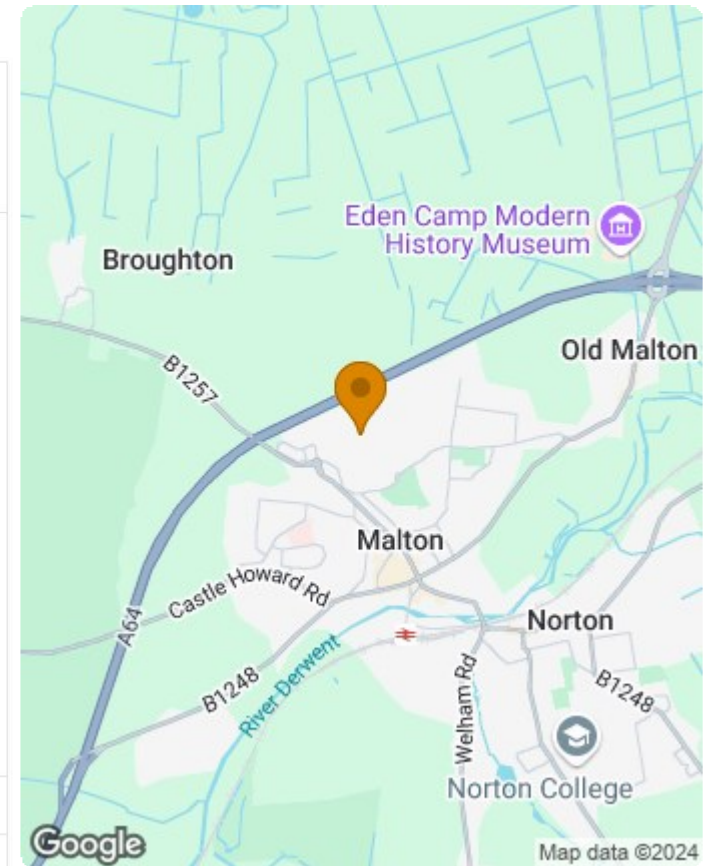 Eden Camp Modern
History Museum
Broughton
Old Malton
B1257
Malton
Castle Howard Rd
A64
Norton
River Derwent
B1248
Welham Rd
B1248
Norton College
Google
Map data ©2024